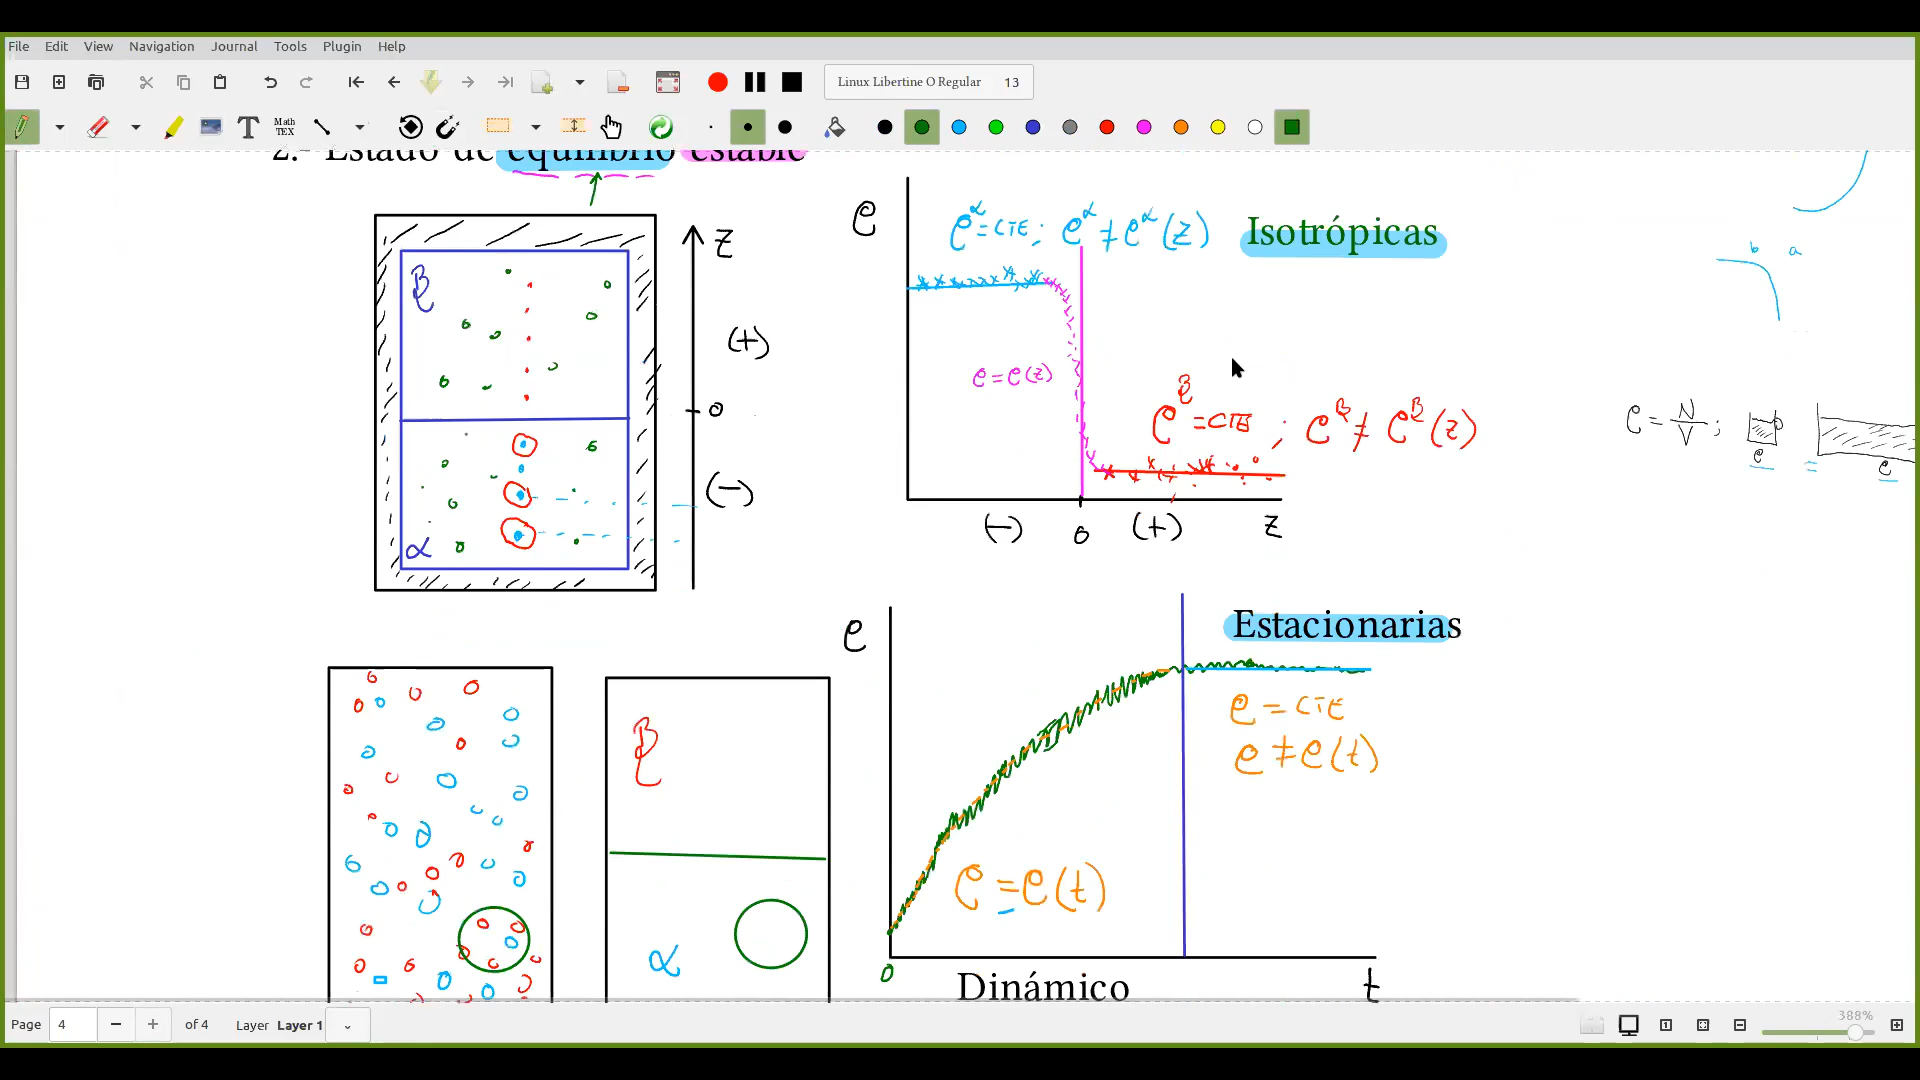 File Edit View Navigation Journal Tools Plugin Help
Linux Libertine O Regular 13
T Math TEX
2.- Estado de equilibrio estable
z
β
(+)
0
(-)
α
ρ
ρ^α = CTE ; ρ^α ≠ ρ^α (z)
Isotrópicas
ρ = ρ(z)
ρ^β = CTE ; ρ^β ≠ ρ^β (z)
(-) 0 (+) z
b a
ρ = N/V ;
ρ = ρ
β
α
ρ
Estacionarias
ρ = CTE
ρ ≠ ρ(t)
ρ = ρ(t)
0
Dinámico
t
Page 4 of 4 Layer Layer 1
388%